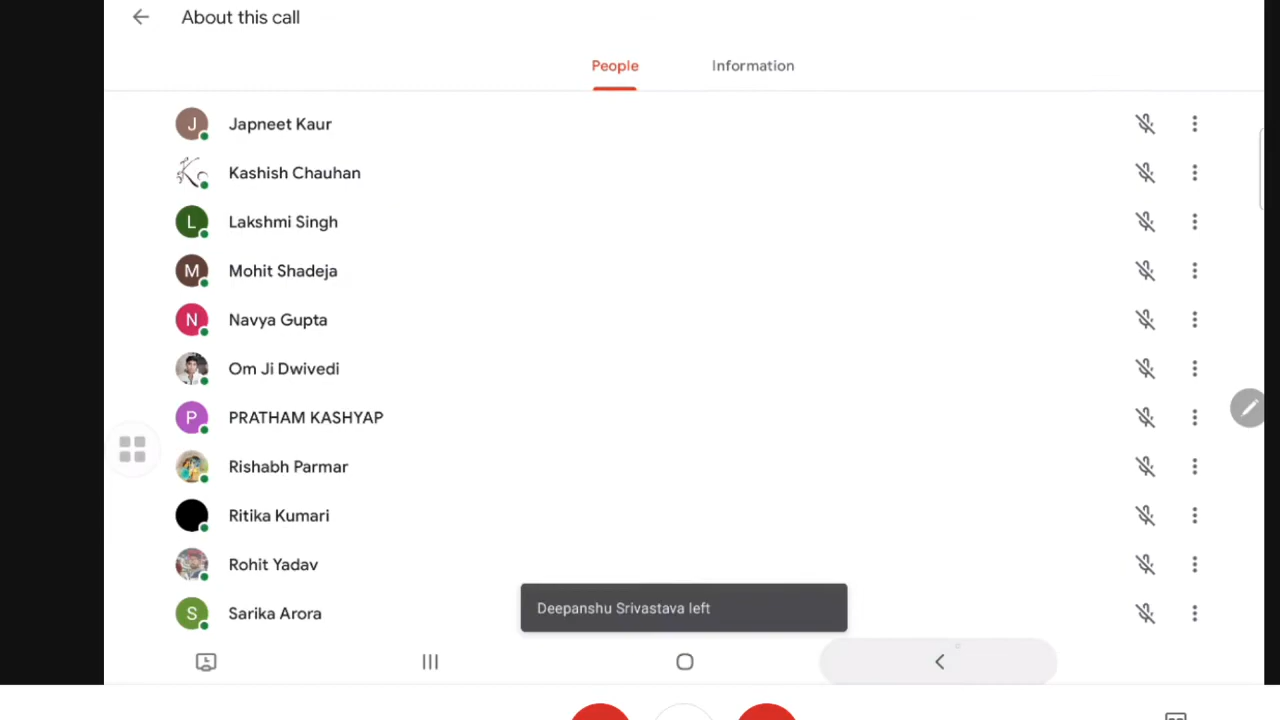 About this call
People Information
J Japneet Kaur
Kashish Chauhan
L Lakshmi Singh
M Mohit Shadeja
N Navya Gupta
Om Ji Dwivedi
P PRATHAM KASHYAP
Rishabh Parmar
Ritika Kumari
Rohit Yadav
S Sarika Arora
Deepanshu Srivastava left